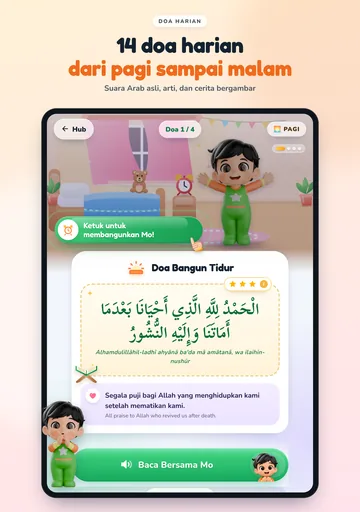 DOA HARIAN
14 doa harian
dari pagi sampai malam
Suara Arab asli, arti, dan cerita bergambar
← Hub
Doa 1 / 4
PAGI
Ketuk untuk
membangunkan Mo!
Doa Bangun Tidur
الْحَمْدُ لِلَّهِ الَّذِي أَحْيَانَا بَعْدَمَا
أَمَاتَنَا وَإِلَيْهِ النُّشُورُ
Alhamdulillāhil-ladhī ahyānā ba'da mā amātanā, wa ilaihin-
nushūr
Segala puji bagi Allah yang menghidupkan kami
setelah mematikan kami.
All praise to Allah who revived us after death.
Baca Bersama Mo